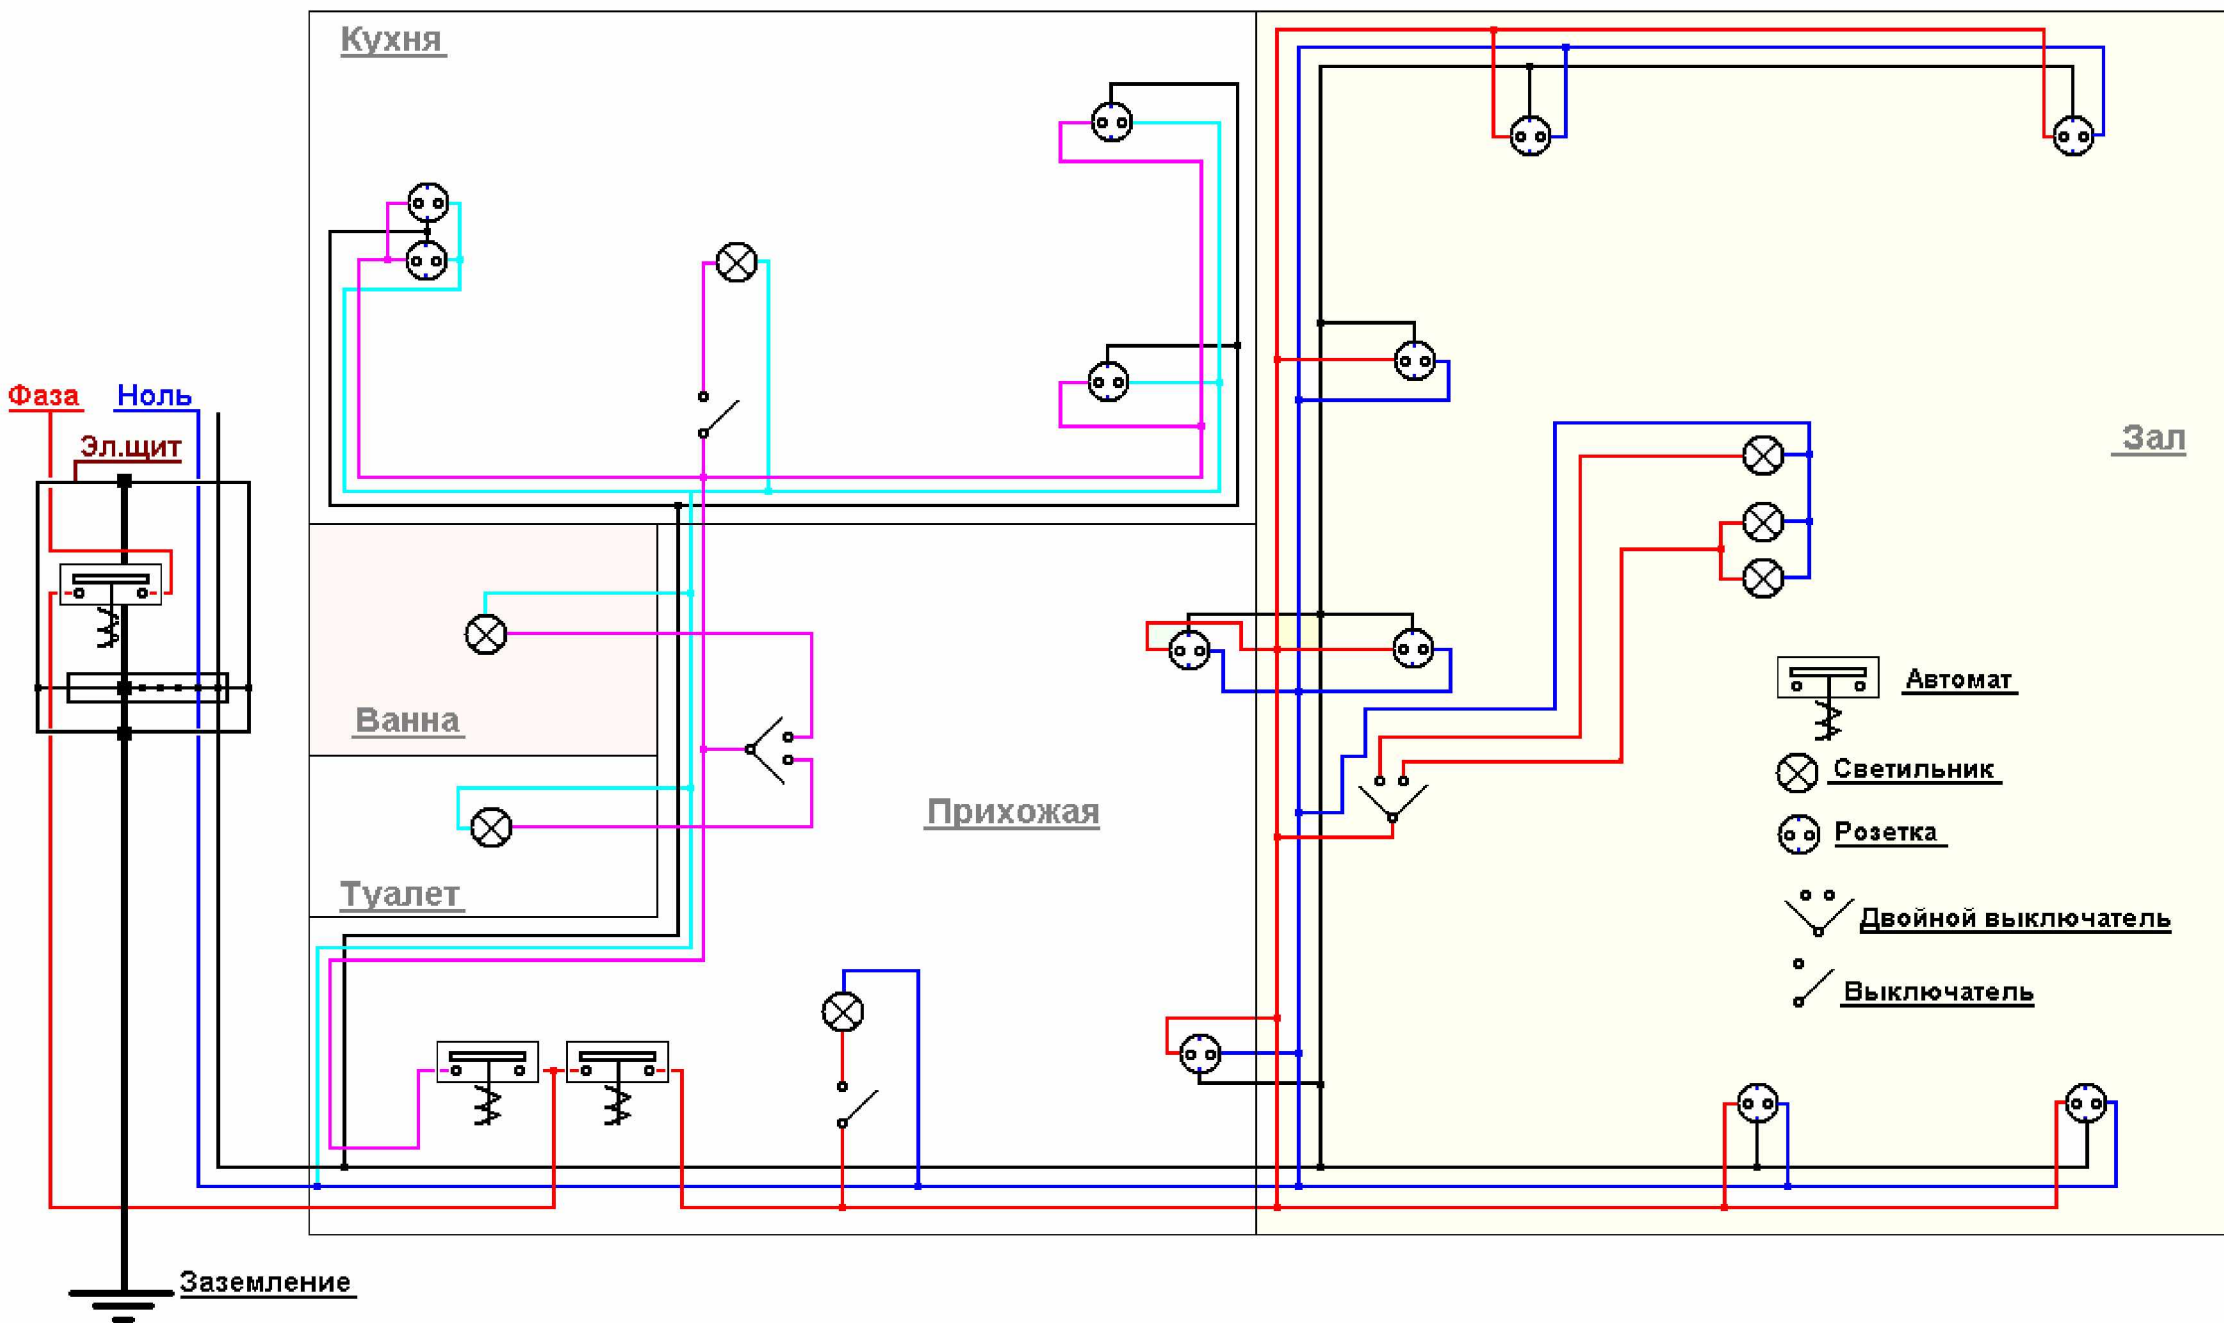 Кухня
Фаза
Ноль
Эл.щит
Зал
Ванна
Автомат
Светильник
Прихожая
Розетка
Туалет
Двойной выключатель
Выключатель
Заземление